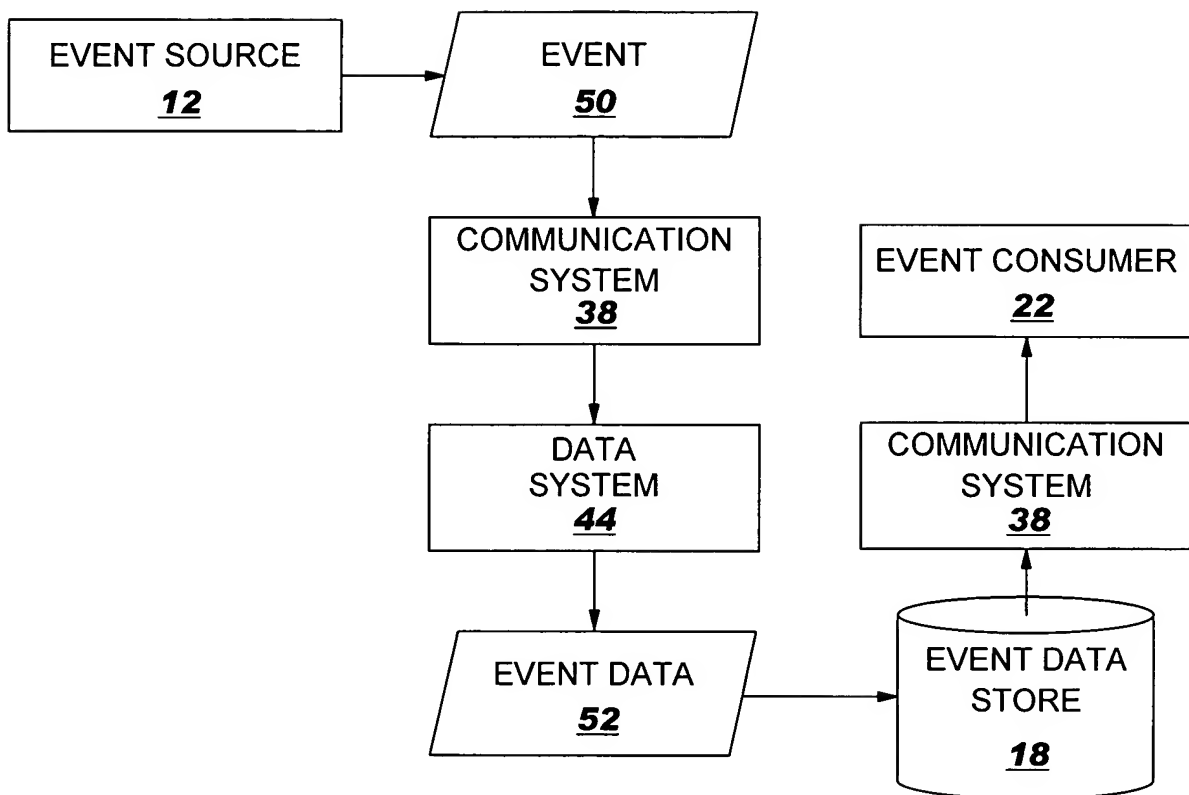 EVENT SOURCE
12
EVENT
50
COMMUNICATION
SYSTEM
38
DATA
SYSTEM
44
EVENT DATA
52
EVENT DATA
STORE
18
COMMUNICATION
SYSTEM
38
EVENT CONSUMER
22